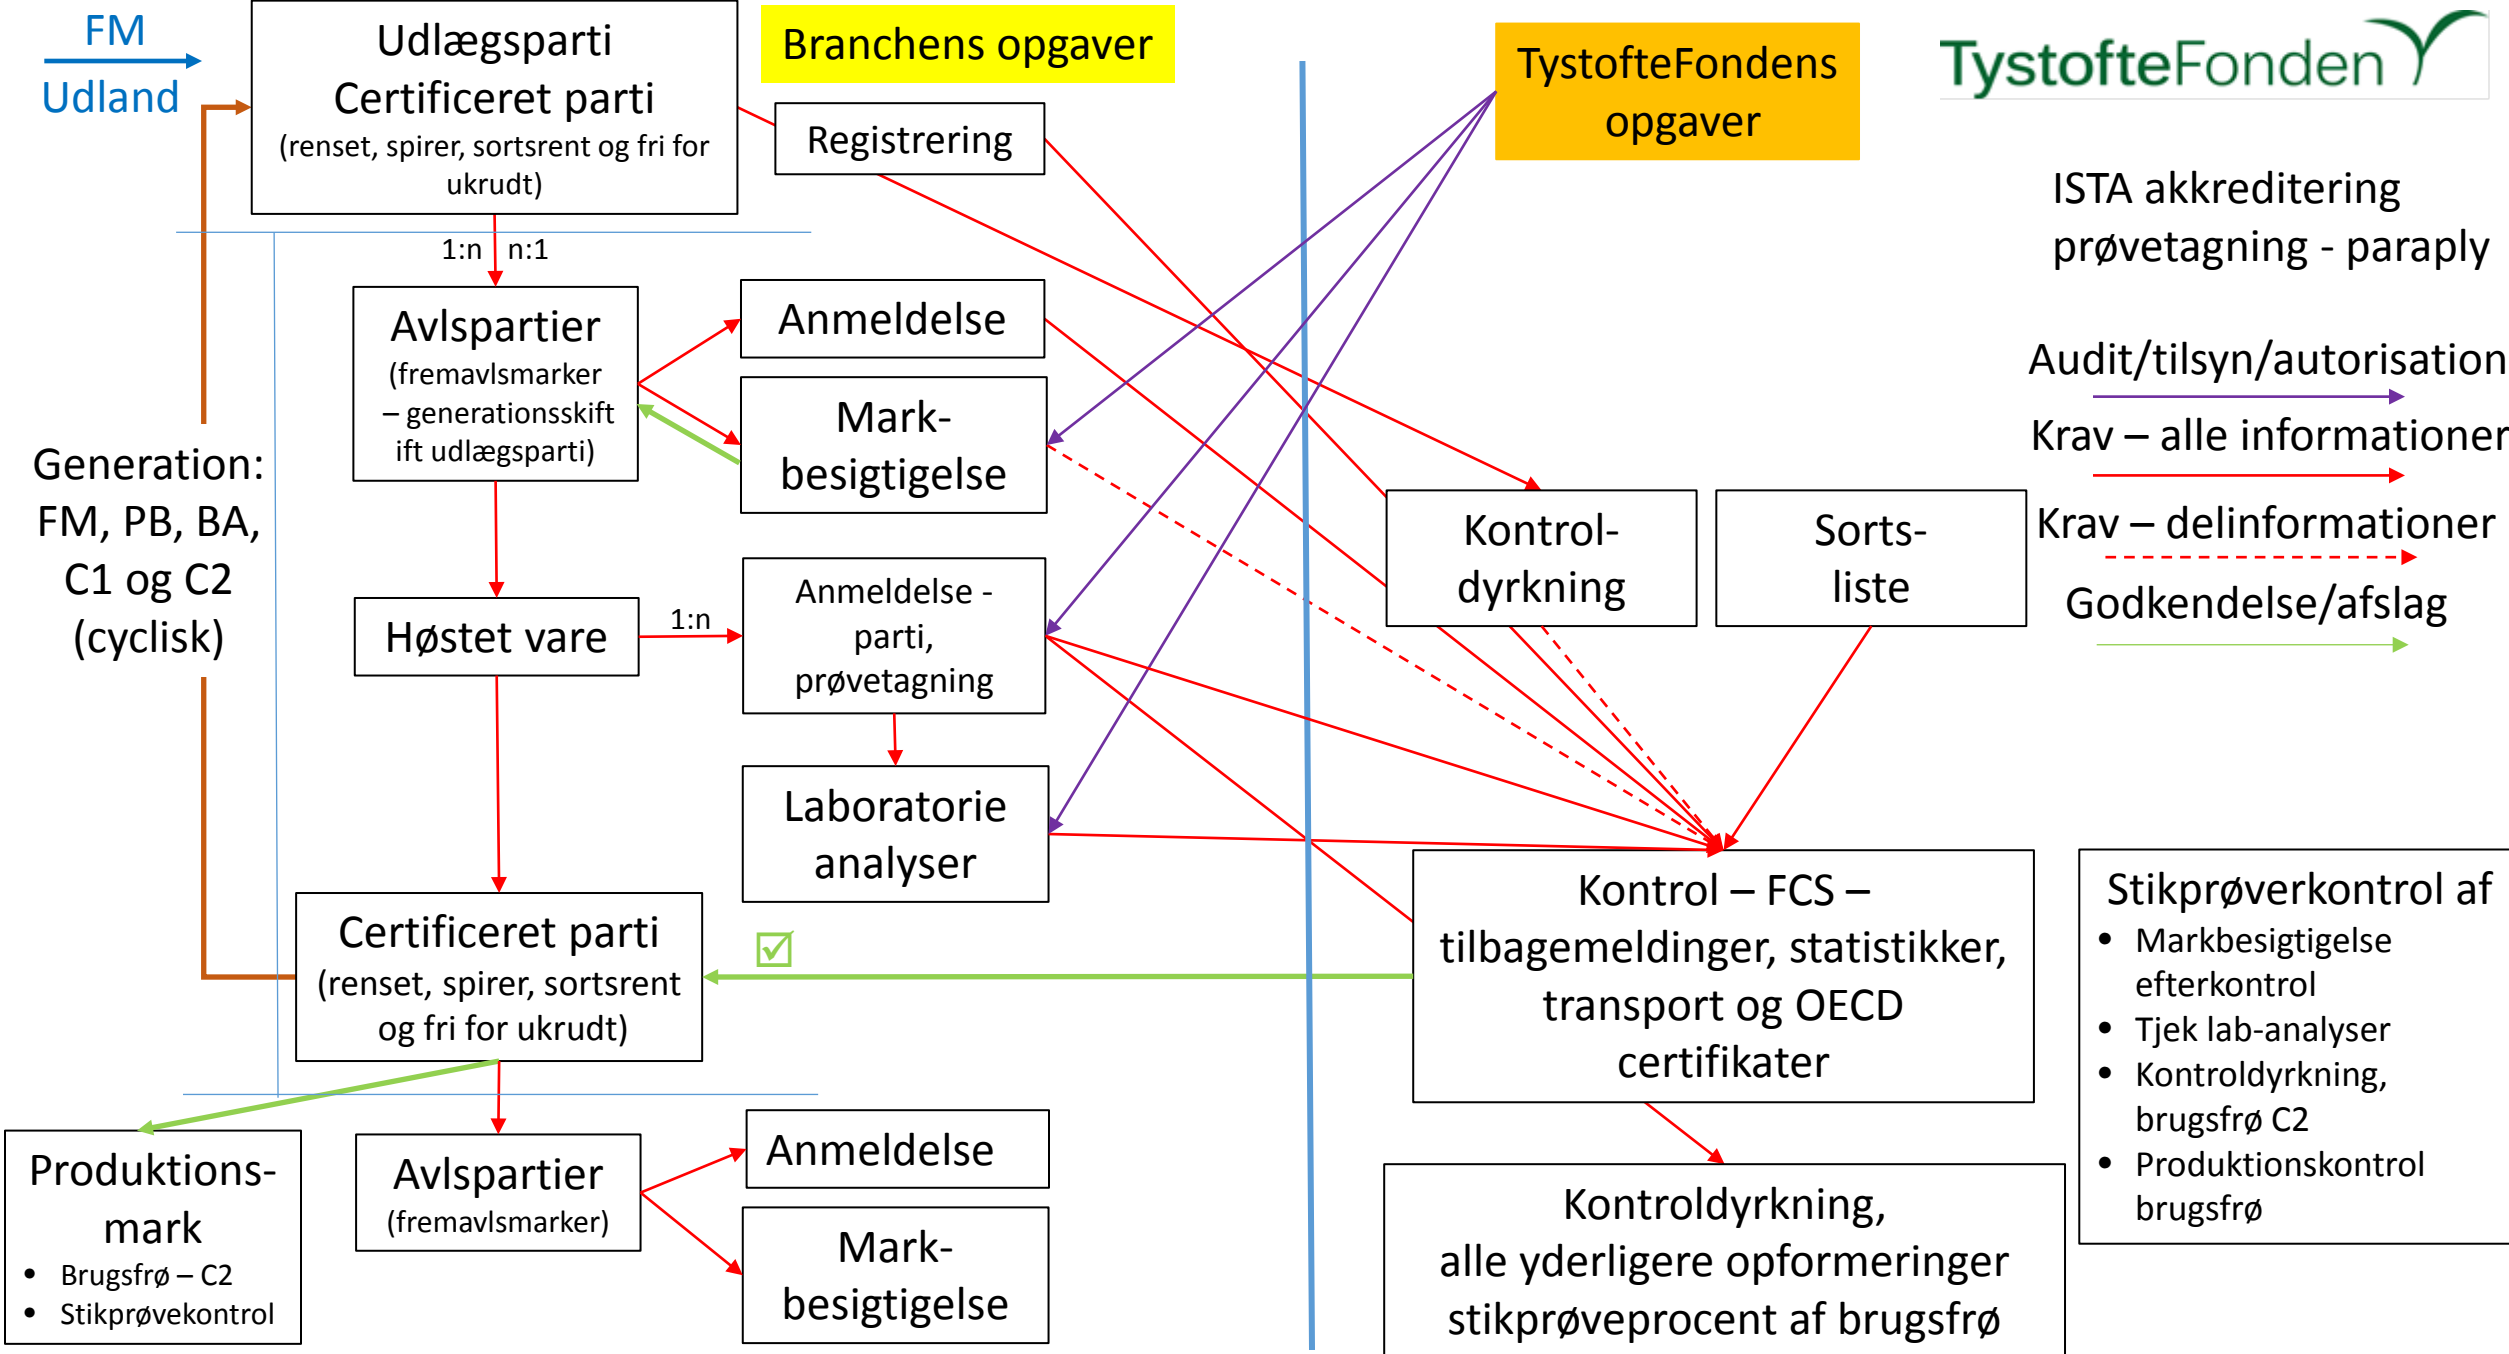 FM
Udland
Udlægsparti
Certificeret parti
(renset, spirer, sortsrent og fri for
ukrudt)
Branchens opgaver
Registrering
TystofteFondens
opgaver
TystofteFonden
ISTA akkreditering
prøvetagning - paraply
Audit/tilsyn/autorisation
Krav – alle informationer
Krav – delinformationer
Godkendelse/afslag
1:n n:1
Avlspartier
(fremavlsmarker
– generationsskift
ift udlægsparti)
Anmeldelse
Mark-
besigtigelse
Generation:
FM, PB, BA,
C1 og C2
(cyclisk)
Kontrol-
dyrkning
Sorts-
liste
Høstet vare
1:n
Anmeldelse -
parti,
prøvetagning
Laboratorie
analyser
Certificeret parti
(renset, spirer, sortsrent
og fri for ukrudt)
Kontrol – FCS –
tilbagemeldinger, statistikker,
transport og OECD
certifikater
Stikprøverkontrol af
• Markbesigtigelse
efterkontrol
• Tjek lab-analyser
• Kontroldyrkning,
brugsfrø C2
• Produktionskontrol
brugsfrø
Produktions-
mark
• Brugsfrø – C2
• Stikprøvekontrol
Avlspartier
(fremavlsmarker)
Anmeldelse
Mark-
besigtigelse
Kontroldyrkning,
alle yderligere opformeringer
stikprøveprocent af brugsfrø